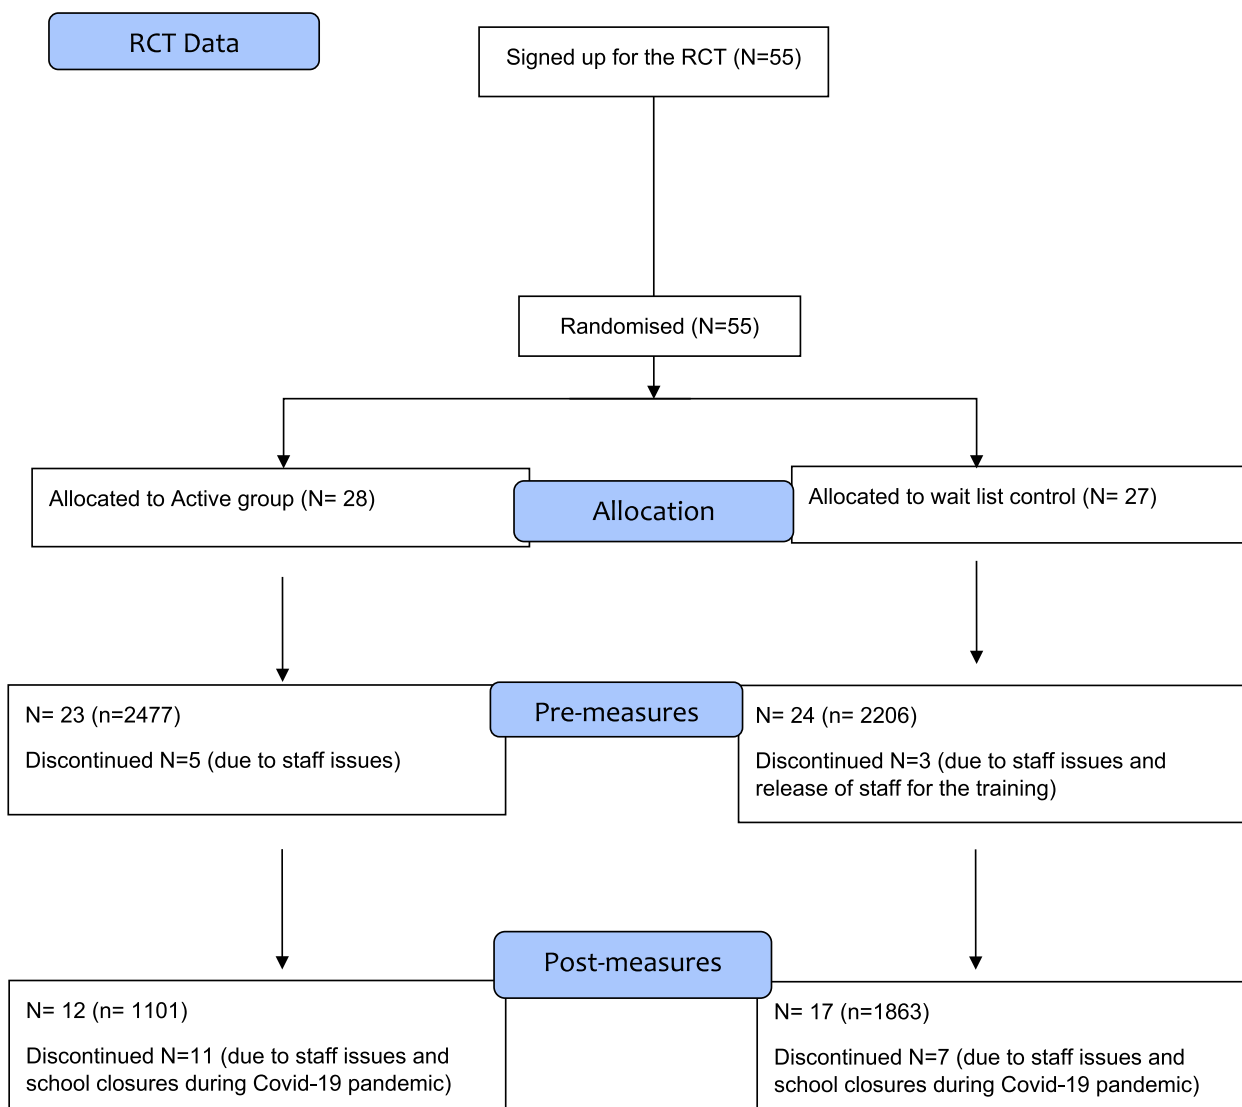 RCT Data
Signed up for the RCT (N=55)
Randomised (N=55)
Allocated to Active group (N= 28)
Allocation
Allocated to wait list control (N= 27)
N= 23 (n=2477)
Discontinued N=5 (due to staff issues)
Pre-measures
N= 24 (n= 2206)
Discontinued N=3 (due to staff issues and
release of staff for the training)
Post-measures
N= 12 (n= 1101)
Discontinued N=11 (due to staff issues and
school closures during Covid-19 pandemic)
N= 17 (n=1863)
Discontinued N=7 (due to staff issues and
school closures during Covid-19 pandemic)